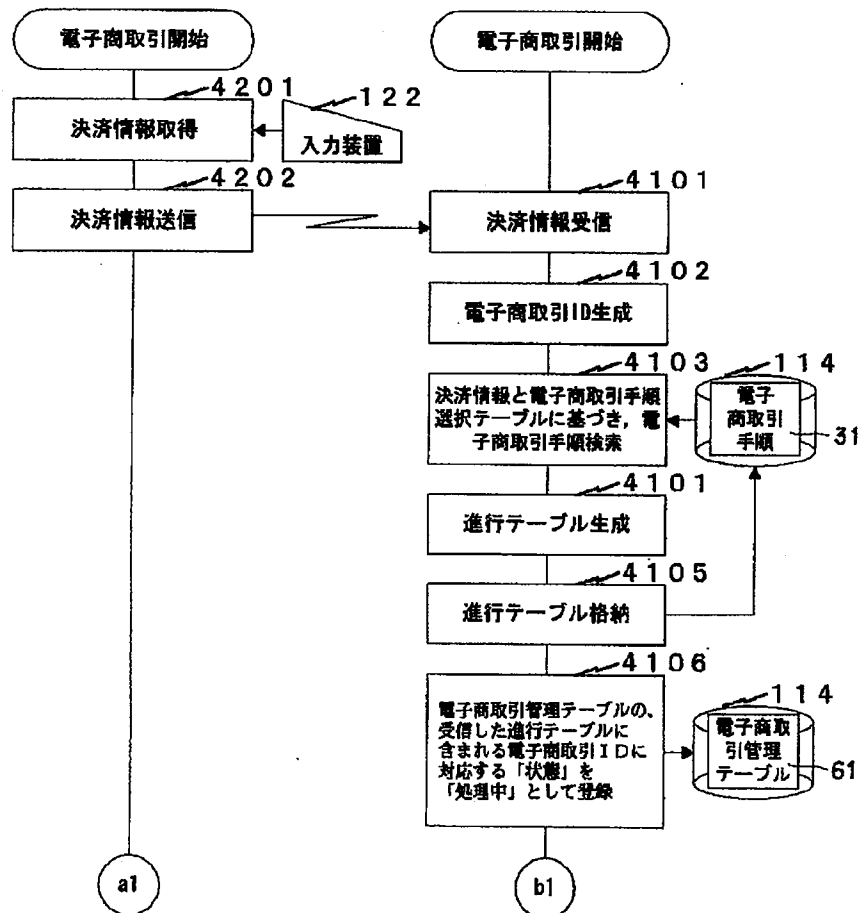 電子商取引開始
4201
122
決済情報取得
入力装置
4202
決済情報送信
a1
電子商取引開始
4101
決済情報受信
4102
電子商取引ID生成
4103
決済情報と電子商取引手順
選択テーブルに基づき,電
子商取引手順検索
114
電子
商取引
手順
31
4101
進行テーブル生成
4105
進行テーブル格納
4106
電子商取引管理テーブルの、
受信した進行テーブルに
含まれる電子商取引IDに
対応する「状態」を
「処理中」として登録
114
電子商取
引管理
テーブル
61
b1